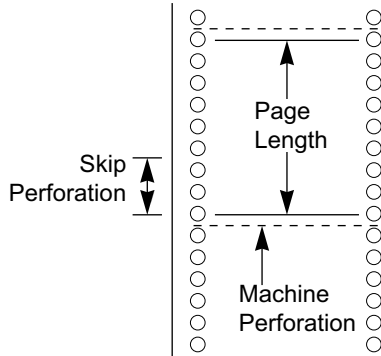 Page
Length
Skip
Perforation
Machine
Perforation